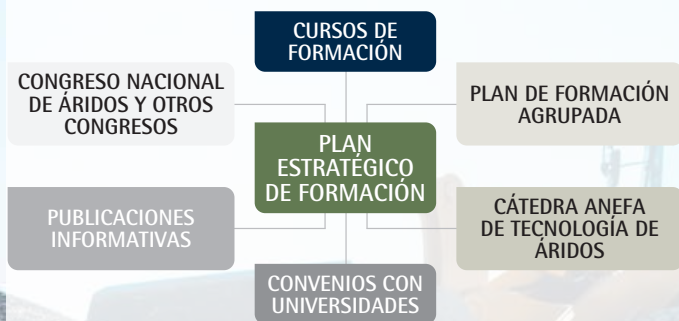 CURSOS DE
FORMACIÓN
CONGRESO NACIONAL
DE ÁRIDOS Y OTROS
CONGRESOS
PLAN DE FORMACIÓN
AGRUPADA
PLAN
ESTRATÉGICO
DE FORMACIÓN
PUBLICACIONES
INFORMATIVAS
CÁTEDRA ANEFA
DE TECNOLOGÍA DE
ÁRIDOS
CONVENIOS CON
UNIVERSIDADES